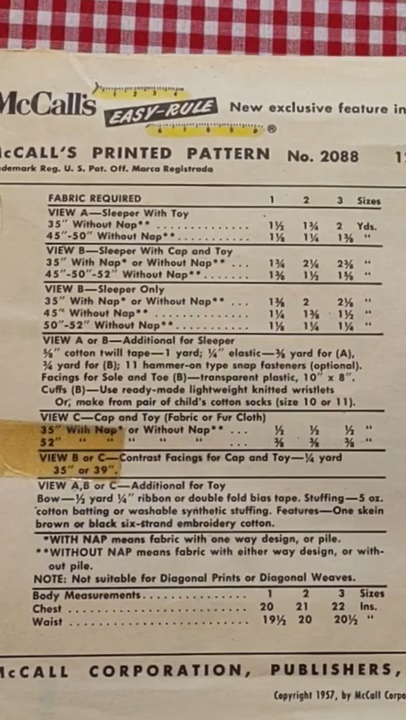 McCall's EASY-RULE ® New exclusive feature in
McCALL'S PRINTED PATTERN No. 2088 12
demark Reg. U. S. Pat. Off. Marca Registrada
FABRIC REQUIRED 1 2 3 Sizes
VIEW A—Sleeper With Toy
35" Without Nap** . . . . . . . . . . . . . 1½ 1¾ 2 Yds.
45"-50" Without Nap** . . . . . . . . . . 1⅛ 1¼ 1⅜ "
VIEW B—Sleeper With Cap and Toy
35" With Nap* or Without Nap** . . . 1¾ 2¼ 2⅜ "
45"-50"-52" Without Nap** . . . . . . . 1⅜ 1½ 1⅝ "
VIEW B—Sleeper Only
35" With Nap* or Without Nap** . . . . 1⅝ 2 2⅛ "
45" Without Nap** . . . . . . . . . . . . . 1¼ 1⅜ 1½ "
50"-52" Without Nap** . . . . . . . . . . 1⅛ 1¼ 1¼ "
VIEW A or B—Additional for Sleeper
⅝" cotton twill tape—1 yard; ¼" elastic—⅜ yard for (A),
¾ yard for (B); 11 hammer-on type snap fasteners (optional).
Facings for Sole and Toe (B)—transparent plastic, 10" x 8".
Cuffs (B)—Use ready-made lightweight knitted wristlets
Or, make from pair of child's cotton socks (size 10 or 11).
VIEW C—Cap and Toy (Fabric or Fur Cloth)
35" With Nap* or Without Nap** . . . ½ ½ ½ "
52" " " " " " . . . ⅜ ⅜ ⅜ "
VIEW B or C—Contrast Facings for Cap and Toy—¼ yard
35" or 39".
VIEW A,B or C—Additional for Toy
Bow—½ yard ¼" ribbon or double fold bias tape. Stuffing—5 oz.
cotton batting or washable synthetic stuffing. Features—One skein
brown or black six-strand embroidery cotton.
*WITH NAP means fabric with one way design, or pile.
**WITHOUT NAP means fabric with either way design, or with-
out pile.
NOTE: Not suitable for Diagonal Prints or Diagonal Weaves.
Body Measurements . . . . . . . . . . . . . . 1 2 3 Sizes
Chest . . . . . . . . . . . . . . . . . . . . . . . . 20 21 22 Ins.
Waist . . . . . . . . . . . . . . . . . . . . . . . . 19½ 20 20½ "
McCALL CORPORATION, PUBLISHERS,
Copyright 1957, by McCall Corpo